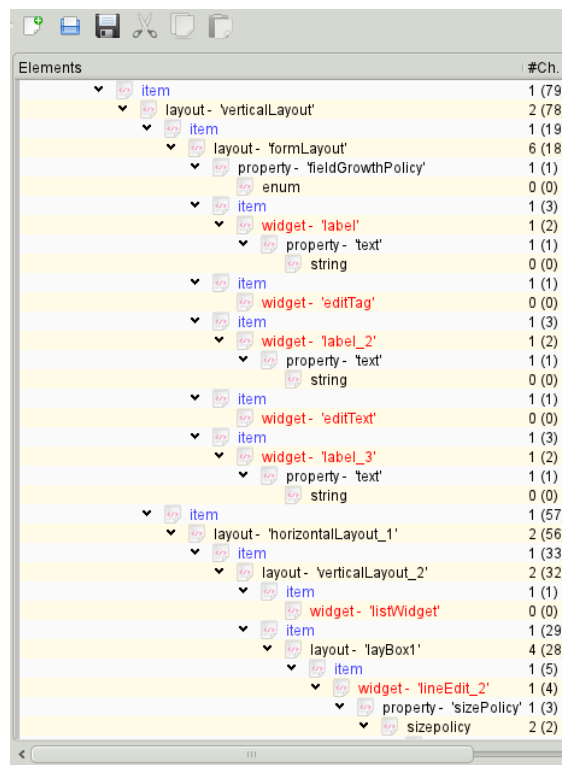 Elements #Ch.
item 1 (79
layout - 'verticalLayout' 2 (78
item 1 (19
layout - 'formLayout' 6 (18
property - 'fieldGrowthPolicy' 1 (1)
enum 0 (0)
item 1 (3)
widget - 'label' 1 (2)
property - 'text' 1 (1)
string 0 (0)
item 1 (1)
widget - 'editTag' 0 (0)
item 1 (3)
widget - 'label_2' 1 (2)
property - 'text' 1 (1)
string 0 (0)
item 1 (1)
widget - 'editText' 0 (0)
item 1 (3)
widget - 'label_3' 1 (2)
property - 'text' 1 (1)
string 0 (0)
item 1 (57
layout - 'horizontalLayout_1' 2 (56
item 1 (33
layout - 'verticalLayout_2' 2 (32
item 1 (1)
widget - 'listWidget' 0 (0)
item 1 (29
layout - 'layBox1' 4 (28
item 1 (5)
widget - 'lineEdit_2' 1 (4)
property - 'sizePolicy' 1 (3)
sizepolicy 2 (2)